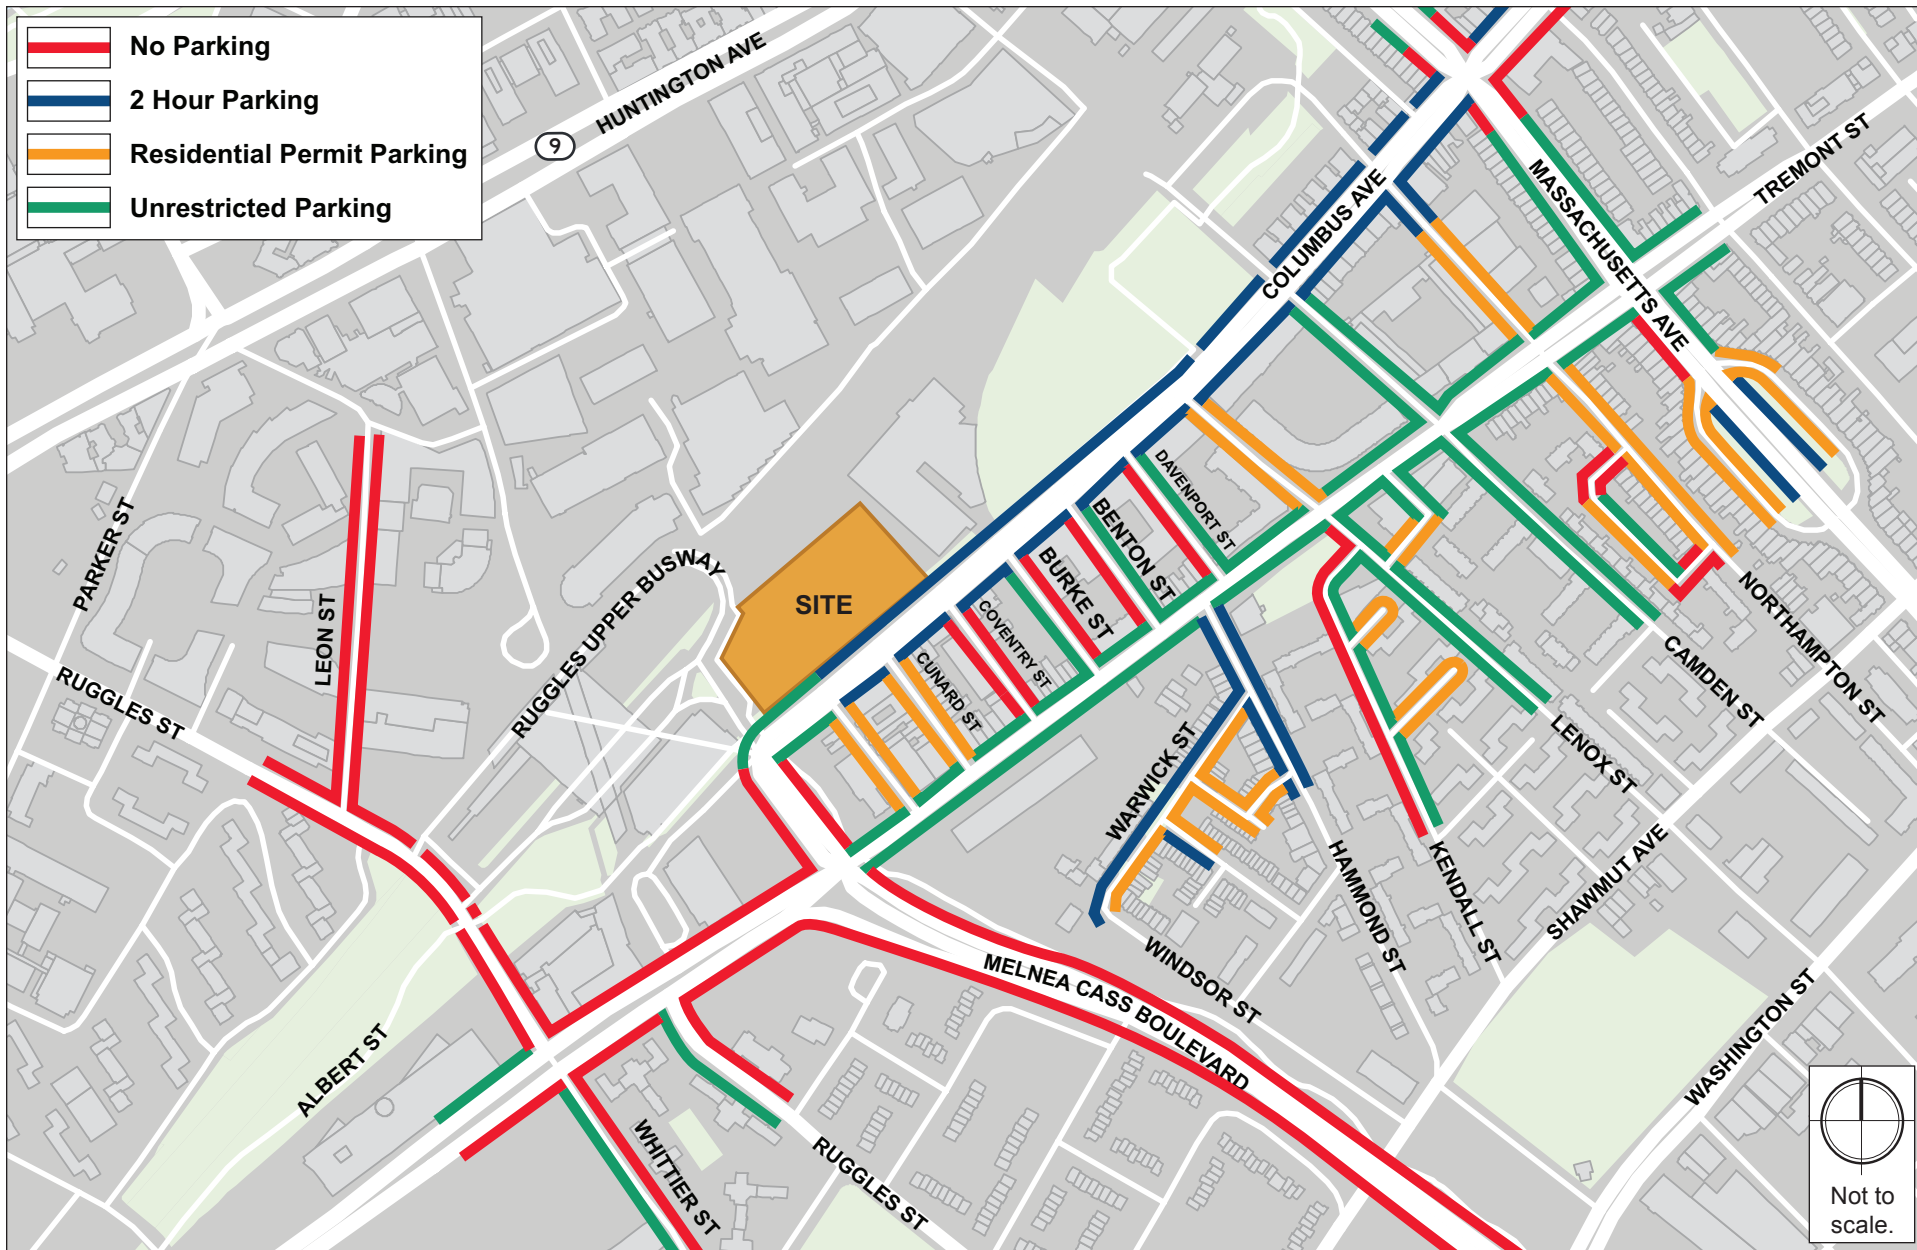 No Parking
2 Hour Parking
Residential Permit Parking
Unrestricted Parking
9
HUNTINGTON AVE
COLUMBUS AVE
MASSACHUSETTS AVE
TREMONT ST
PARKER ST
LEON ST
RUGGLES ST
RUGGLES UPPER BUSWAY
SITE
DAVENPORT ST
BENTON ST
BURKE ST
COVENTRY ST
CUNARD ST
WARWICK ST
WINDSOR ST
HAMMOND ST
KENDALL ST
LENOX ST
CAMDEN ST
NORTHAMPTON ST
SHAWMUT AVE
WASHINGTON ST
MELNEA CASS BOULEVARD
ALBERT ST
WHITTIER ST
RUGGLES ST
Not to
scale.